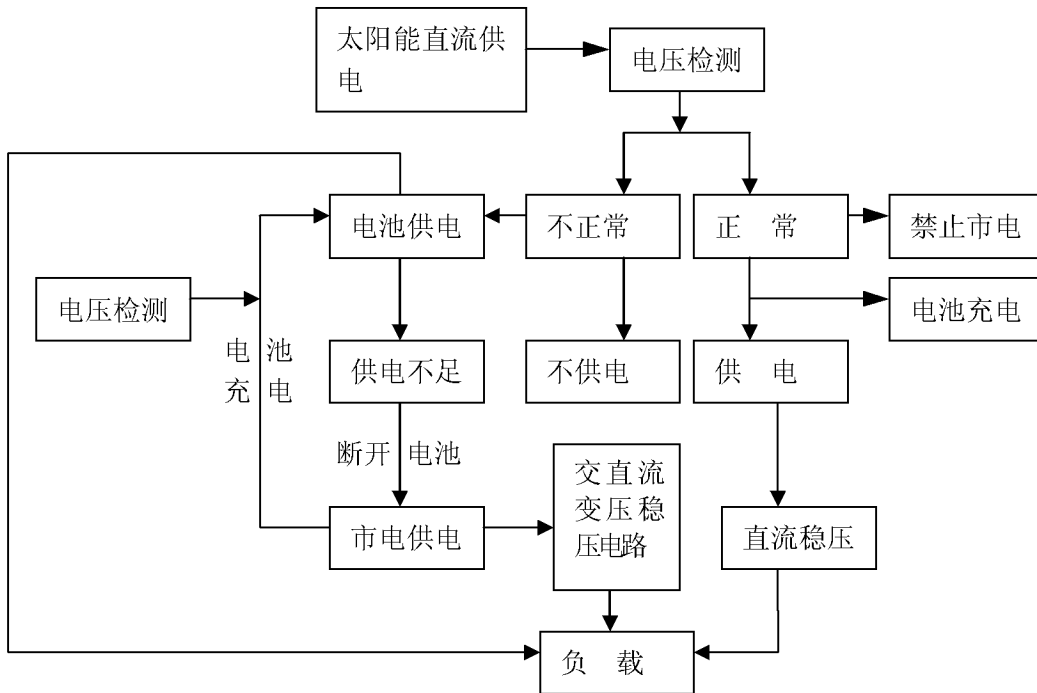 太阳能直流供
电
电压检测
电池供电
不正常
正 常
禁止市电
电压检测
电池充电
电 池
充 电
供电不足
不供电
供 电
断开 电池
交直流
变压稳
压电路
市电供电
直流稳压
负 载